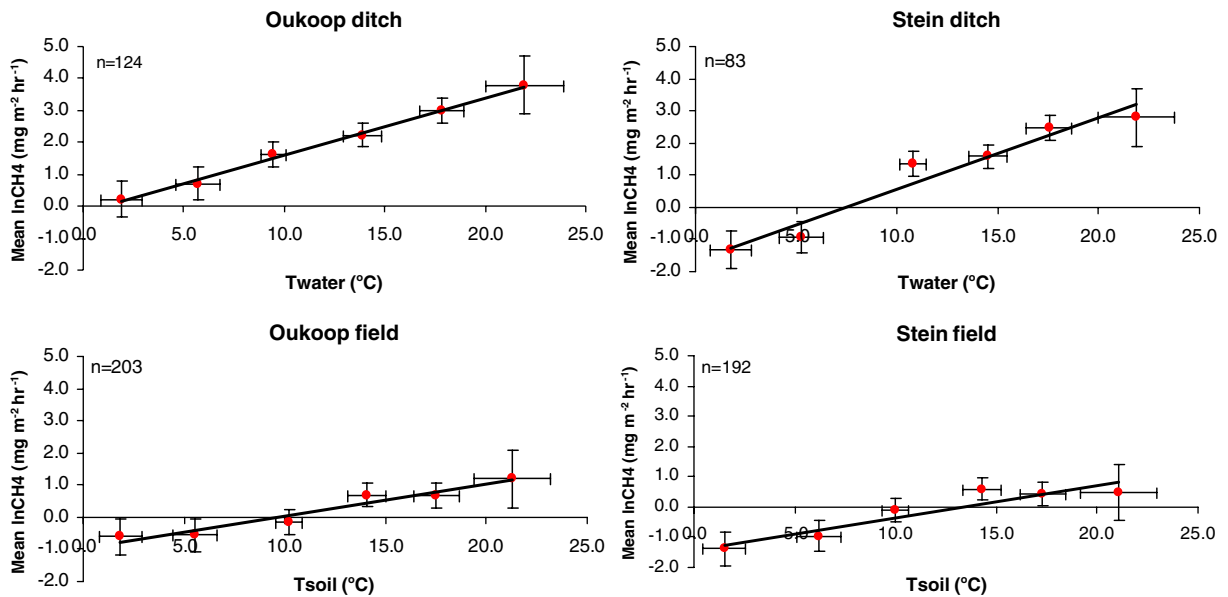 Oukoop ditch
n=124
Mean lnCH4 (mg m⁻² hr⁻¹)
5.0
4.0
3.0
2.0
1.0
0.0
-1.0
-2.0
0.0 5.0 10.0 15.0 20.0 25.0
Twater (°C)
Stein ditch
n=83
Mean lnCH4 (mg m⁻² hr⁻¹)
5.0
4.0
3.0
2.0
1.0
0.0
-1.0
-2.0
0.0 5.0 10.0 15.0 20.0 25.0
Twater (°C)
Oukoop field
n=203
Mean lnCH4 (mg m⁻² hr⁻¹)
5.0
4.0
3.0
2.0
1.0
0.0
-1.0
-2.0
0.0 5.0 10.0 15.0 20.0 25.0
Tsoil (°C)
Stein field
n=192
Mean lnCH4 (mg m⁻² hr⁻¹)
5.0
4.0
3.0
2.0
1.0
0.0
-1.0
-2.0
0.0 5.0 10.0 15.0 20.0 25.0
Tsoil (°C)